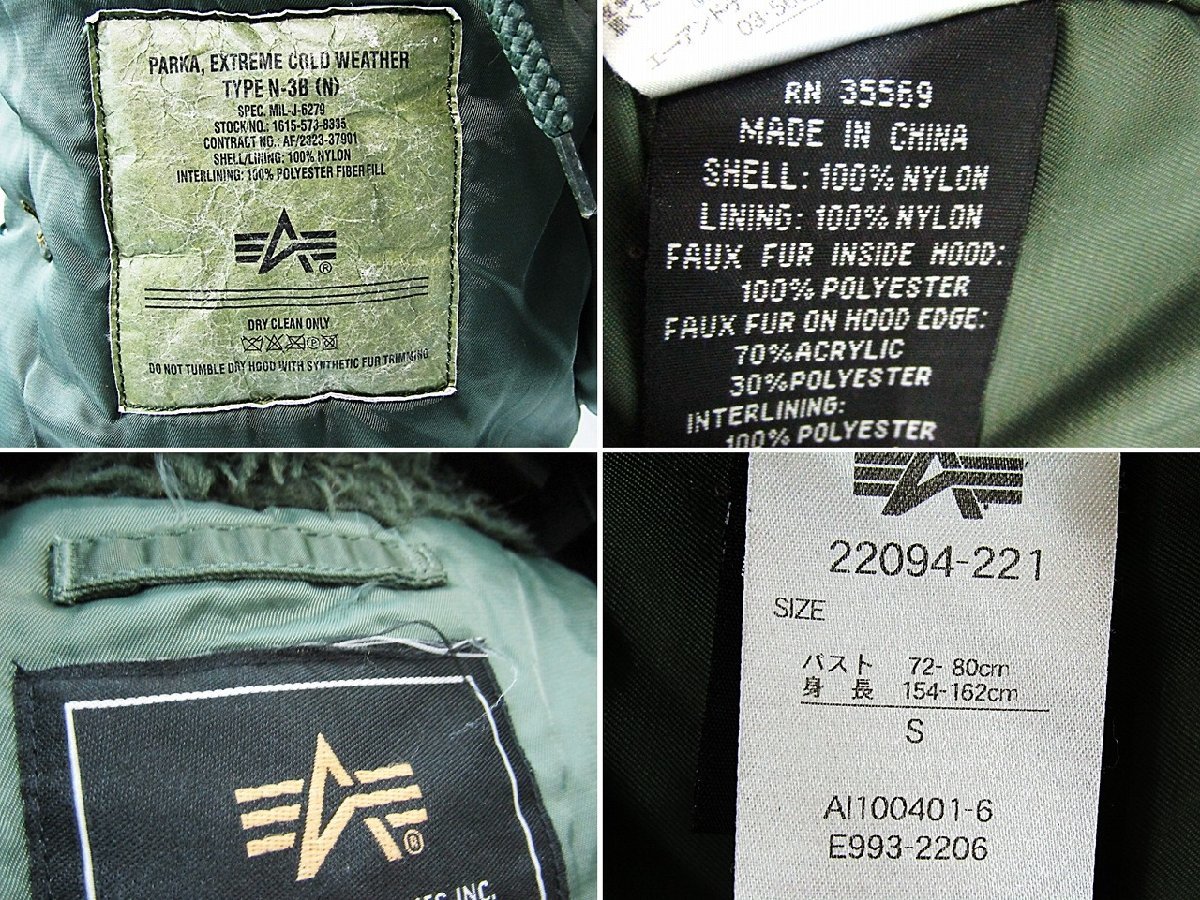 PARKA, EXTREME COLD WEATHER
TYPE N-3B (N)
SPEC. MIL-J-6279
STOCK NO.: 1615-573-8335
CONTRACT NO.: AF/2323-37901
SHELL/LINING: 100% NYLON
INTERLINING: 100% POLYESTER FIBERFILL
®
DRY CLEAN ONLY
DO NOT TUMBLE DRY HOOD WITH SYNTHETIC FUR TRIMMING
RN 35569
MADE IN CHINA
SHELL: 100% NYLON
LINING: 100% NYLON
FAUX FUR INSIDE HOOD:
100% POLYESTER
FAUX FUR ON HOOD EDGE:
70% ACRYLIC
30% POLYESTER
INTERLINING:
100% POLYESTER
®
INC.
22094-221
SIZE
バスト 72-80cm
身長 154-162cm
S
AI100401-6
E993-2206